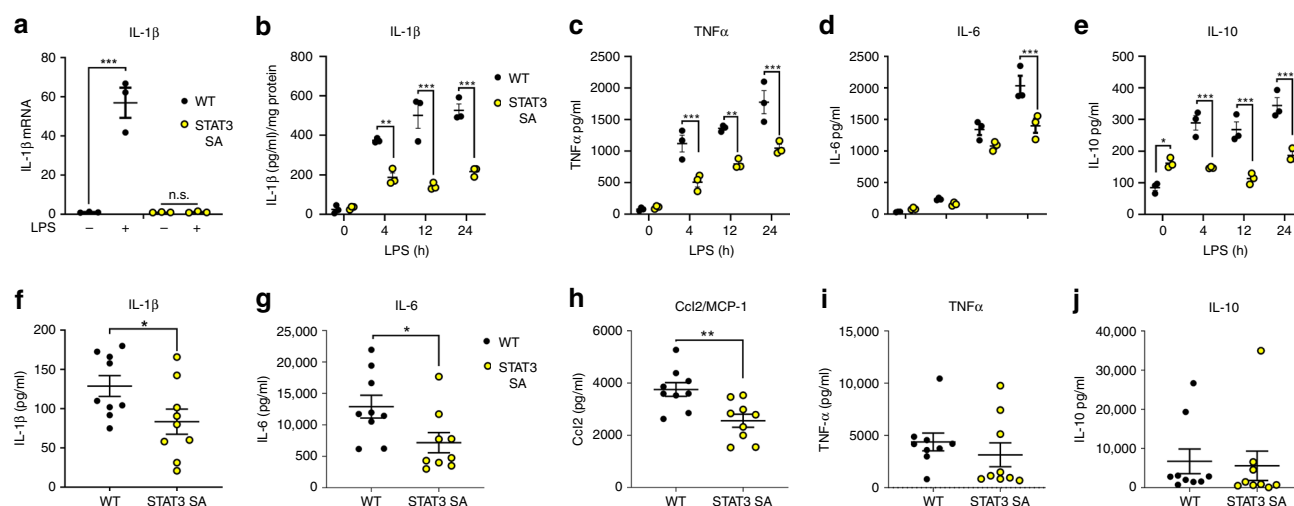 a
IL-1β
80
60
40
20
0
IL-1β mRNA
***
n.s.
LPS – + – +
WT
STAT3
SA
b
IL-1β
800
600
400
200
0
IL-1β (pg/ml)/mg protein
**
***
***
0 4 12 24
LPS (h)
WT
STAT3
SA
c
TNFα
2500
2000
1500
1000
500
0
TNFα pg/ml
***
**
***
0 4 12 24
LPS (h)
d
IL-6
2500
2000
1500
1000
500
0
IL-6 pg/ml
***
e
IL-10
500
400
300
200
100
0
IL-10 pg/ml
*
***
***
***
0 4 12 24
LPS (h)
f
IL-1β
200
150
100
50
0
IL-1β (pg/ml)
*
WT STAT3 SA
g
IL-6
25,000
20,000
15,000
10,000
500
0
IL-6 (pg/ml)
*
WT STAT3 SA
WT
STAT3
SA
h
Ccl2/MCP-1
6000
4000
2000
0
Ccl2 (pg/ml)
**
WT STAT3 SA
i
TNFα
15,000
10,000
5000
0
TNF-α (pg/ml)
WT STAT3 SA
j
IL-10
40,000
30,000
20,000
10,000
0
IL-10 pg/ml)
WT STAT3 SA